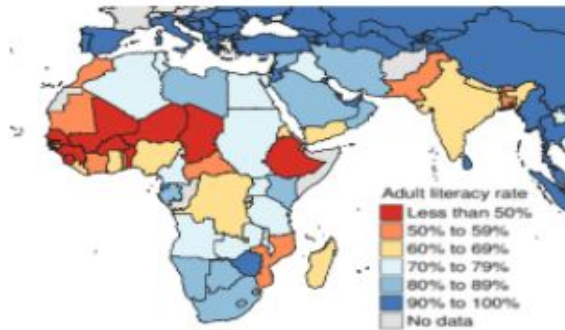 Adult literacy rate
Less than 50%
50% to 59%
60% to 69%
70% to 79%
80% to 89%
90% to 100%
No data